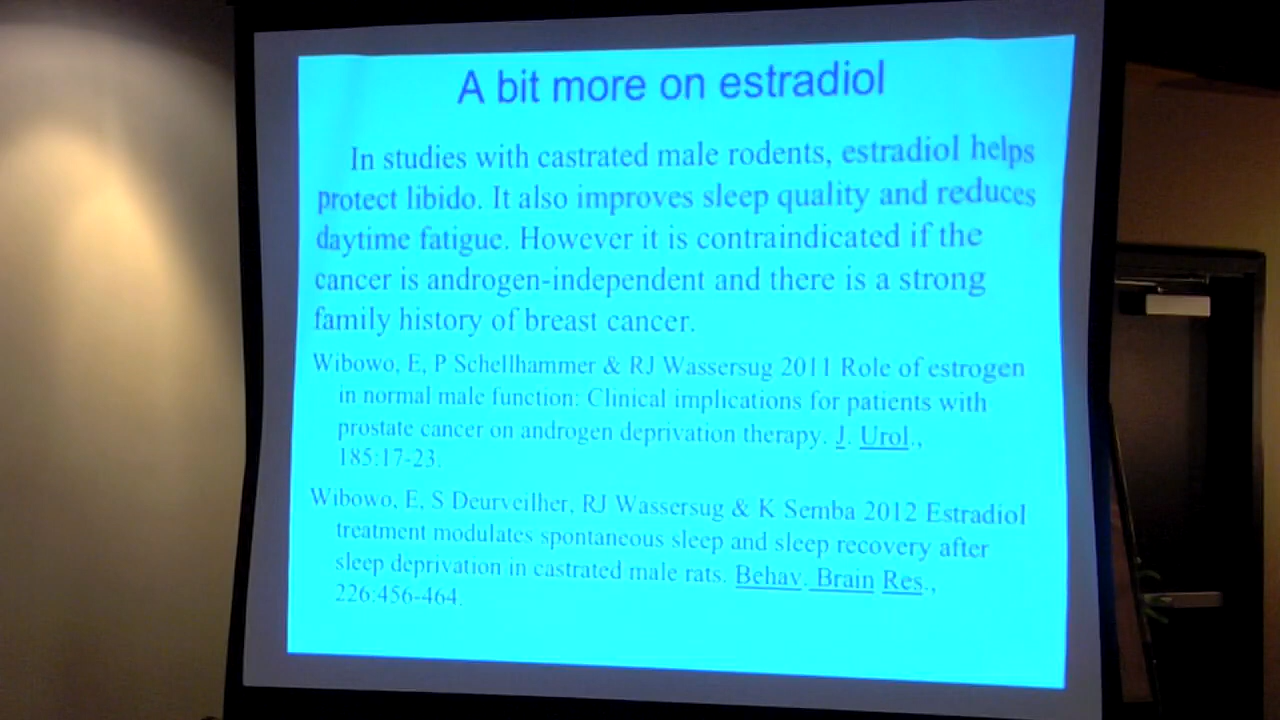 A bit more on estradiol
In studies with castrated male rodents, estradiol helps
protect libido. It also improves sleep quality and reduces
daytime fatigue. However it is contraindicated if the
cancer is androgen-independent and there is a strong
family history of breast cancer.
Wibowo, E, P Schellhammer & RJ Wassersug 2011 Role of estrogen
in normal male function: Clinical implications for patients with
prostate cancer on androgen deprivation therapy. J. Urol.,
185:17-23.
Wibowo, E, S Deurveilher, RJ Wassersug & K Semba 2012 Estradiol
treatment modulates spontaneous sleep and sleep recovery after
sleep deprivation in castrated male rats. Behav. Brain Res.,
226:456-464.